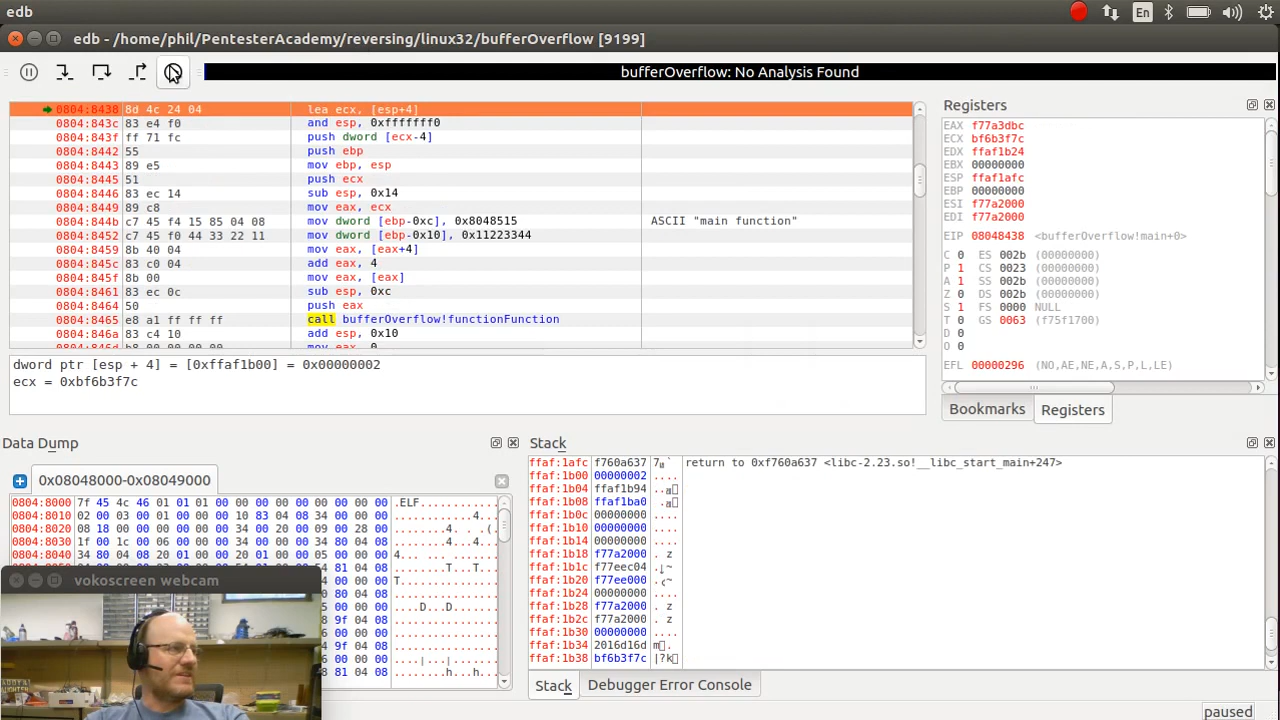 edb
En
edb - /home/phil/PentesterAcademy/reversing/linux32/bufferOverflow [9199]
bufferOverflow: No Analysis Found
0804:8438 8d 4c 24 04 lea ecx, [esp+4]
0804:843c 83 e4 f0 and esp, 0xfffffff0
0804:843f ff 71 fc push dword [ecx-4]
0804:8442 55 push ebp
0804:8443 89 e5 mov ebp, esp
0804:8445 51 push ecx
0804:8446 83 ec 14 sub esp, 0x14
0804:8449 89 c8 mov eax, ecx
0804:844b c7 45 f4 15 85 04 08 mov dword [ebp-0xc], 0x8048515 ASCII "main function"
0804:8452 c7 45 f0 44 33 22 11 mov dword [ebp-0x10], 0x11223344
0804:8459 8b 40 04 mov eax, [eax+4]
0804:845c 83 c0 04 add eax, 4
0804:845f 8b 00 mov eax, [eax]
0804:8461 83 ec 0c sub esp, 0xc
0804:8464 50 push eax
0804:8465 e8 a1 ff ff ff call bufferOverflow!functionFunction
0804:846a 83 c4 10 add esp, 0x10
dword ptr [esp + 4] = [0xffaf1b00] = 0x00000002
ecx = 0xbf6b3f7c
Registers
EAX f77a3dbc
ECX bf6b3f7c
EDX ffaf1b24
EBX 00000000
ESP ffaf1afc
EBP 00000000
ESI f77a2000
EDI f77a2000
EIP 08048438 <bufferOverflow!main+0>
C 0 ES 002b (00000000)
P 1 CS 0023 (00000000)
A 1 SS 002b (00000000)
Z 0 DS 002b (00000000)
S 1 FS 0000 NULL
T 0 GS 0063 (f75f1700)
D 0
O 0
EFL 00000296 (NO,AE,NE,A,S,P,L,LE)
Bookmarks Registers
Data Dump
0x08048000-0x08049000
0804:8000 7f 45 4c 46 01 01 01 00 00 00 00 00 00 00 00 00 .ELF............
0804:8010 02 00 03 00 01 00 00 00 10 83 04 08 34 00 00 00 ............4...
0804:8020 08 18 00 00 00 00 00 00 34 00 20 00 09 00 28 00 ........4. ...(.
0804:8030 1f 00 1c 00 06 00 00 00 34 00 00 00 34 80 04 08 ........4...4...
0804:8040 34 80 04 08 20 01 00 00 20 01 00 00 05 00 00 00 4... ... .......
vokoscreen webcam
Stack
ffaf:1afc f760a637 7 return to 0xf760a637 <libc-2.23.so!__libc_start_main+247>
ffaf:1b00 00000002 ....
ffaf:1b04 ffaf1b94
ffaf:1b08 ffaf1ba0
ffaf:1b0c 00000000 ....
ffaf:1b10 00000000 ....
ffaf:1b14 00000000 ....
ffaf:1b18 f77a2000 . z
ffaf:1b1c f77eec04
ffaf:1b20 f77ee000
ffaf:1b24 00000000 ....
ffaf:1b28 f77a2000 . z
ffaf:1b2c f77a2000 . z
ffaf:1b30 00000000 ....
ffaf:1b34 2016d16d
ffaf:1b38 bf6b3f7c |?k
Stack Debugger Error Console
paused